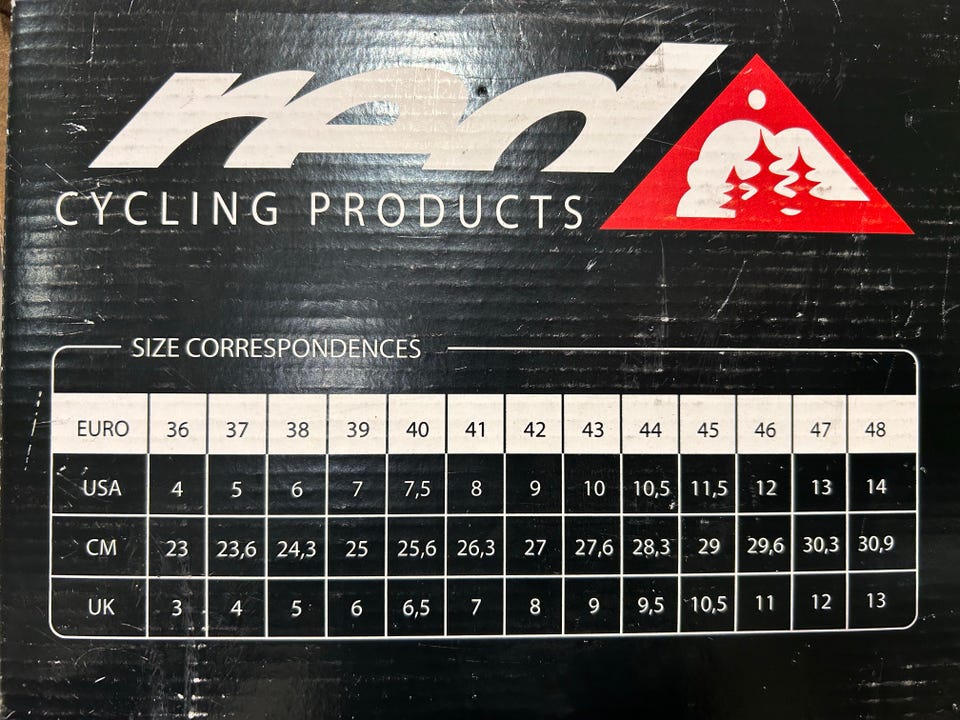 red
CYCLING PRODUCTS
SIZE CORRESPONDENCES
EURO 36 37 38 39 40 41 42 43 44 45 46 47 48
USA 4 5 6 7 7,5 8 9 10 10,5 11,5 12 13 14
CM 23 23,6 24,3 25 25,6 26,3 27 27,6 28,3 29 29,6 30,3 30,9
UK 3 4 5 6 6,5 7 8 9 9,5 10,5 11 12 13